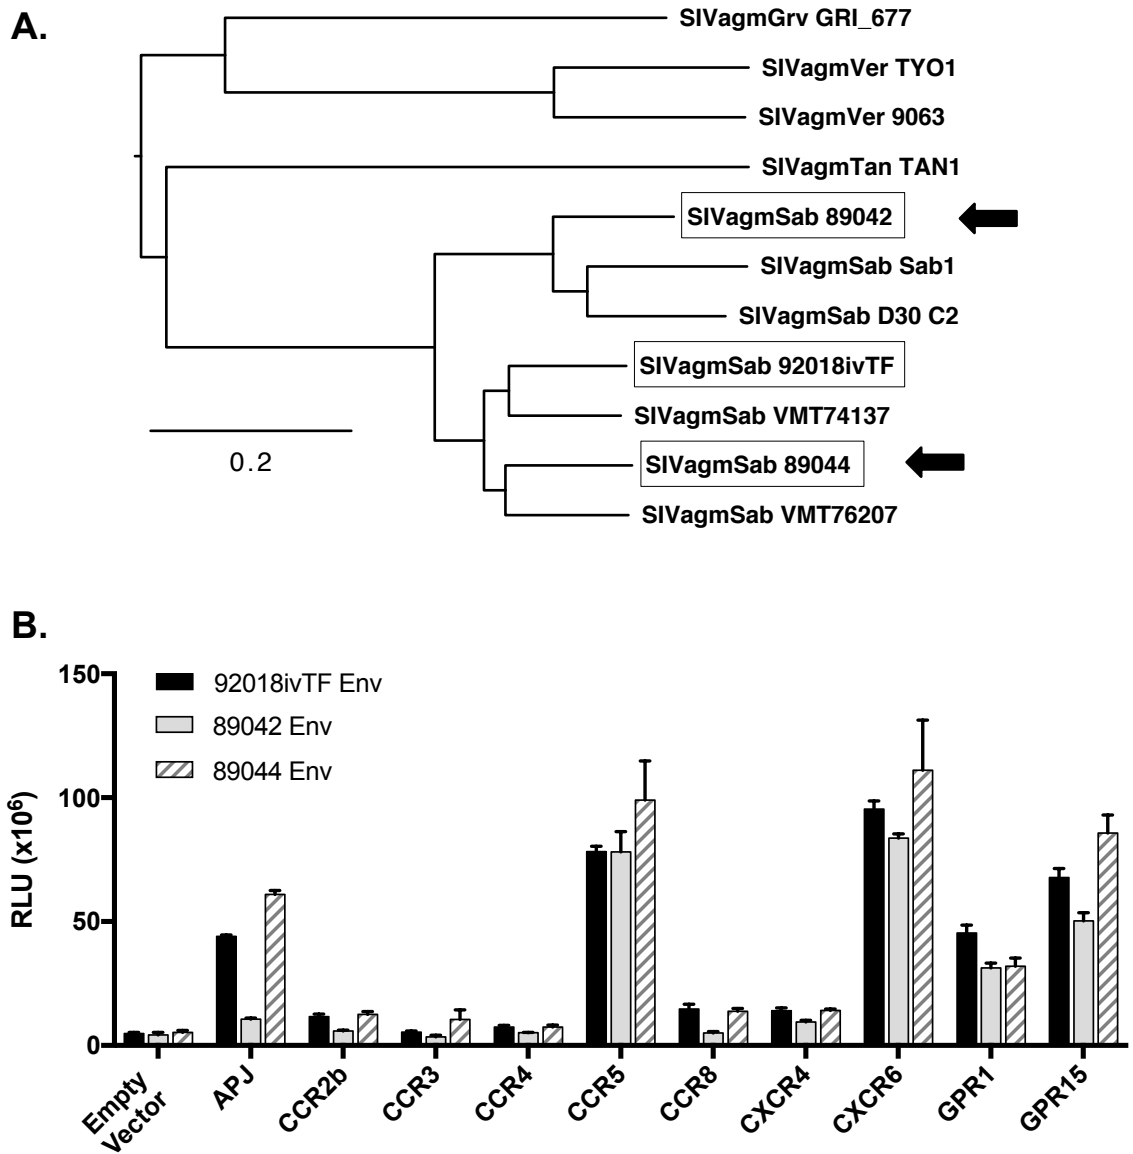 A.
SIVagmGrv GRI_677
SIVagmVer TYO1
SIVagmVer 9063
SIVagmTan TAN1
SIVagmSab 89042
SIVagmSab Sab1
SIVagmSab D30 C2
SIVagmSab 92018ivTF
SIVagmSab VMT74137
SIVagmSab 89044
SIVagmSab VMT76207
0.2
B.
RLU (x10⁶)
150
100
50
0
92018ivTF Env
89042 Env
89044 Env
Empty
Vector
APJ
CCR2b
CCR3
CCR4
CCR5
CCR8
CXCR4
CXCR6
GPR1
GPR15